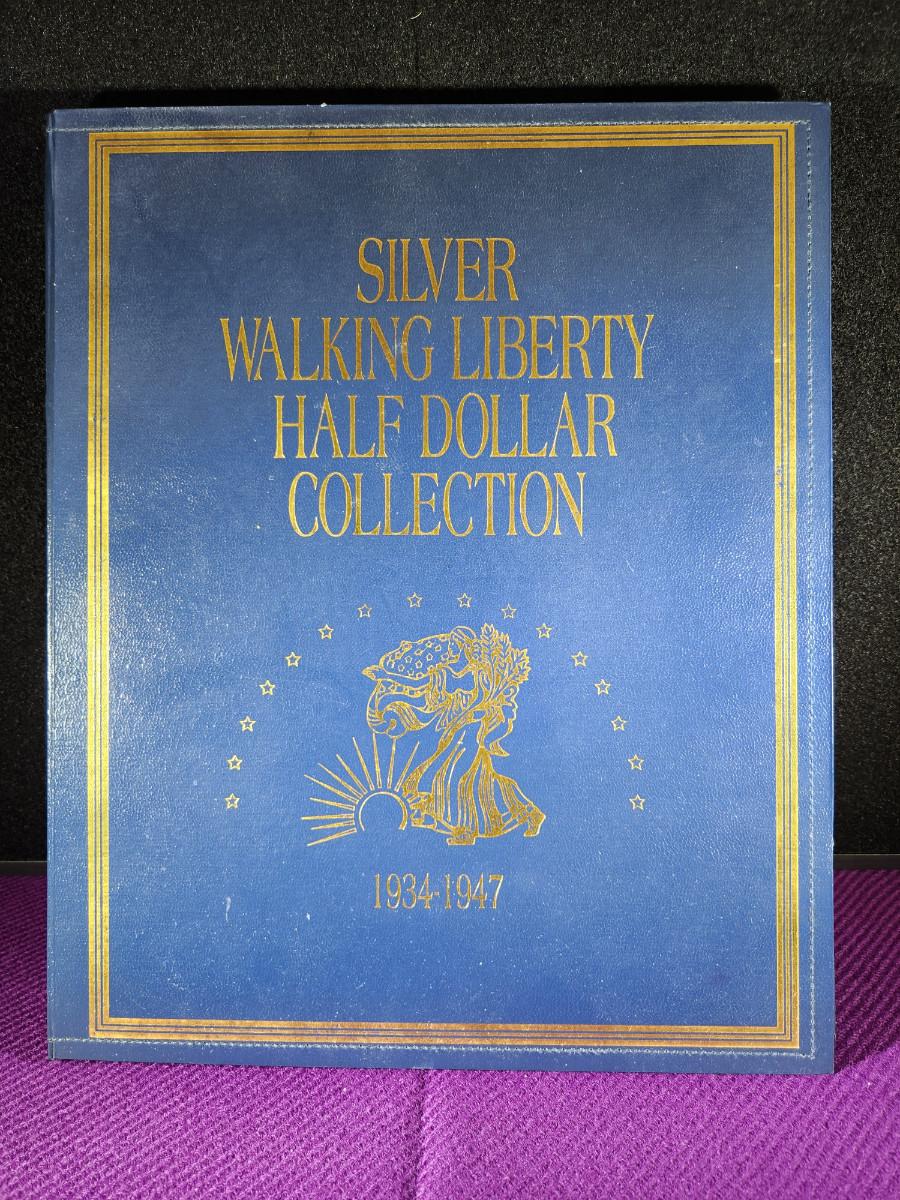 SILVER
WALKING LIBERTY
HALF DOLLAR
COLLECTION
1934-1947